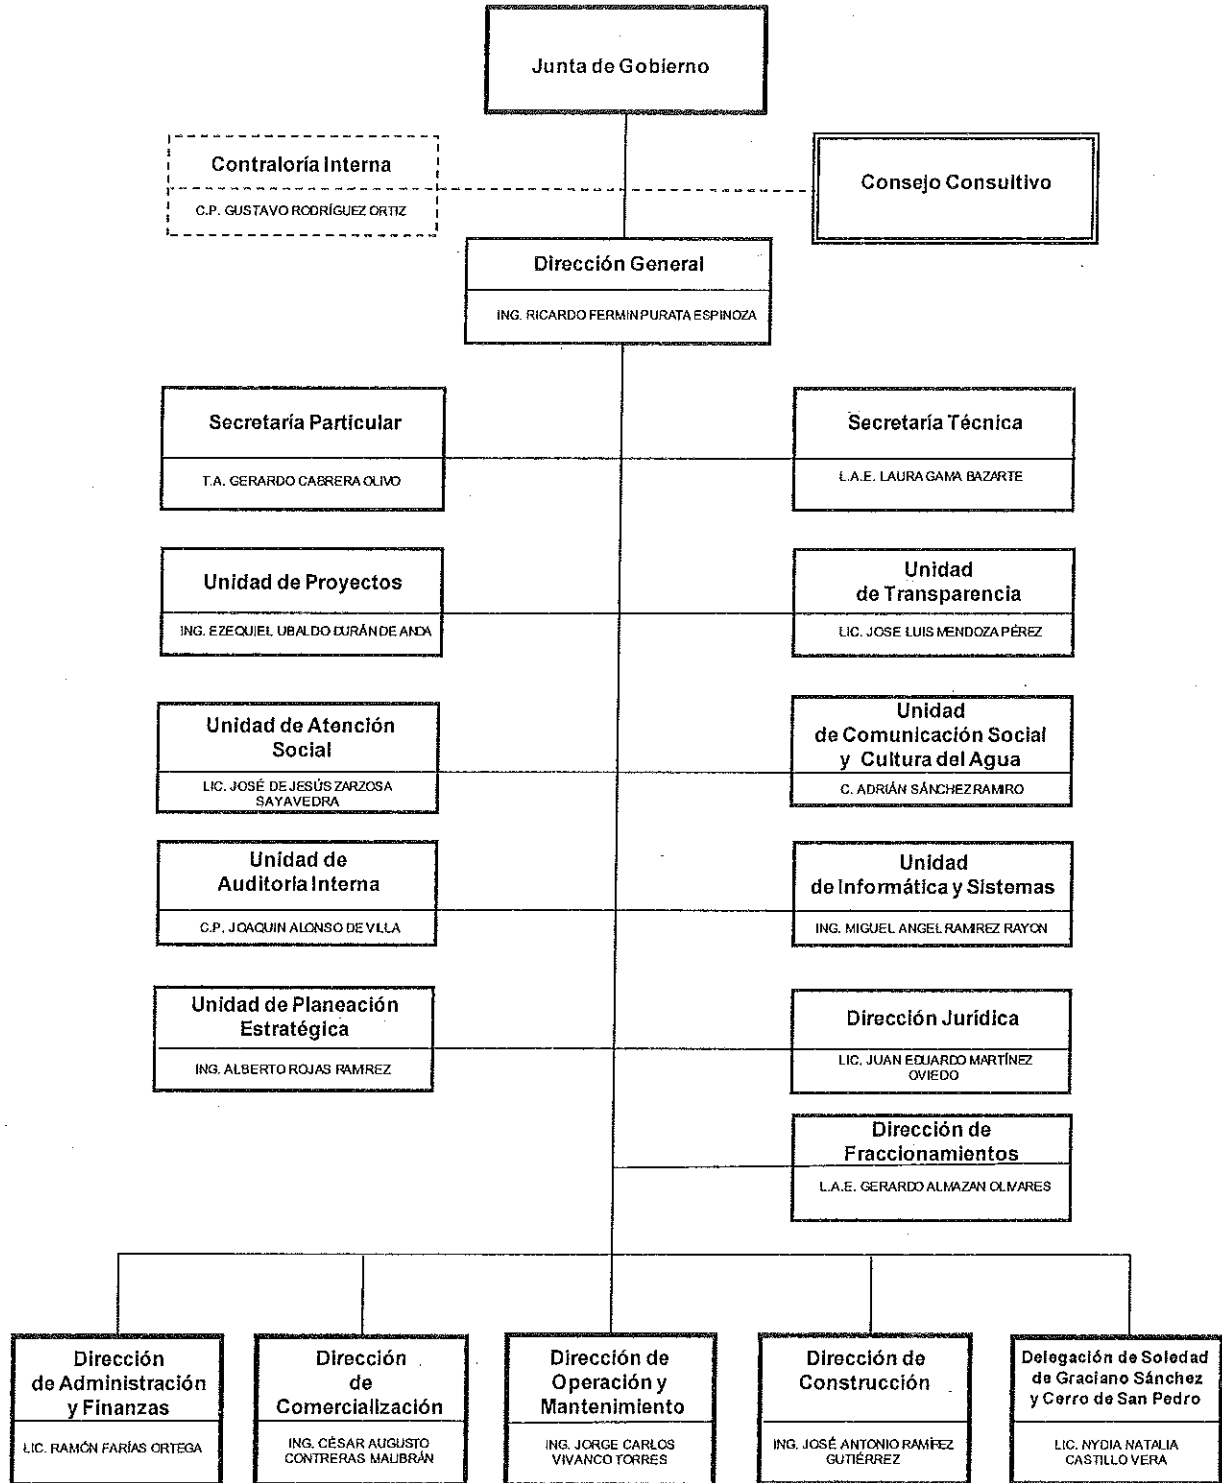 Junta de Gobierno
Contraloría Interna
C.P. GUSTAVO RODRÍGUEZ ORTIZ
Consejo Consultivo
Dirección General
ING. RICARDO FERMIN PURATA ESPINOZA
Secretaría Particular
T.A. GERARDO CABRERA OLIVO
Secretaría Técnica
L.A.E. LAURA GAMA BAZARTE
Unidad de Proyectos
ING. EZEQUIEL UBALDO DURÁN DE ANDA
Unidad
de Transparencia
LIC. JOSE LUIS MENDOZA PÉREZ
Unidad de Atención
Social
LIC. JOSÉ DE JESÚS ZARZOSA
SAYAVEDRA
Unidad
de Comunicación Social
y Cultura del Agua
C. ADRIÁN SÁNCHEZ RAMIRO
Unidad de
Auditoría Interna
C.P. JOAQUIN ALONSO DE VILLA
Unidad
de Informática y Sistemas
ING. MIGUEL ANGEL RAMIREZ RAYON
Unidad de Planeación
Estratégica
ING. ALBERTO ROJAS RAMIREZ
Dirección Jurídica
LIC. JUAN EDUARDO MARTÍNEZ
OVIEDO
Dirección de
Fraccionamientos
L.A.E. GERARDO ALMAZAN OLIVARES
Dirección
de Administración
y Finanzas
LIC. RAMÓN FARÍAS ORTEGA
Dirección
de
Comercialización
ING. CÉSAR AUGUSTO
CONTRERAS MAUBRÁN
Dirección de
Operación y
Mantenimiento
ING. JORGE CARLOS
VIVANCO TORRES
Dirección de
Construcción
ING. JOSÉ ANTONIO RAMÍREZ
GUTIÉRREZ
Delegación de Soledad
de Graciano Sánchez
y Cerro de San Pedro
LIC. NYDIA NATALIA
CASTILLO VERA